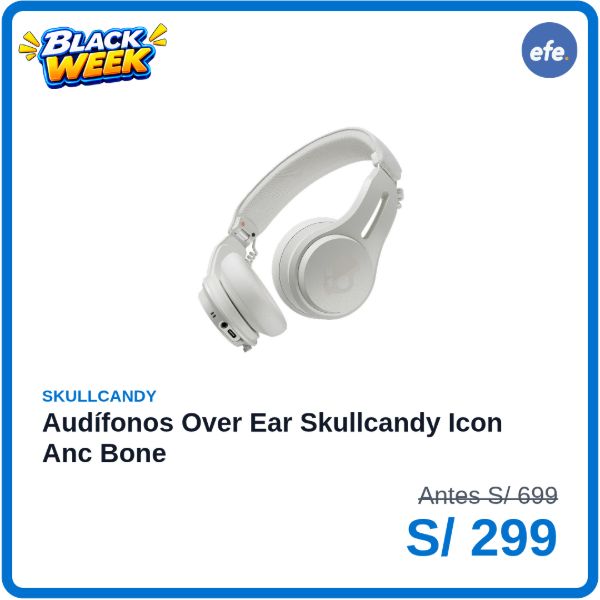 BLACK
WEEK
efe.
SKULLCANDY
Audífonos Over Ear Skullcandy Icon
Anc Bone
Antes S/ 699
S/ 299